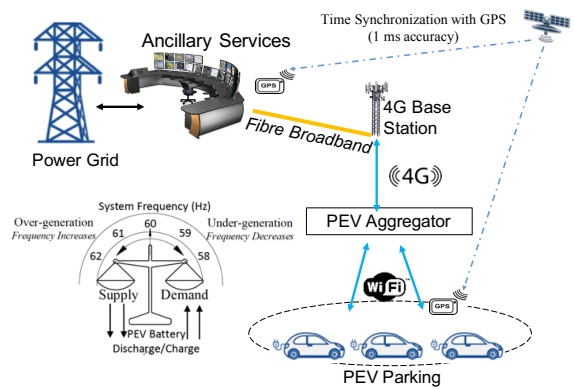 Time Synchronization with GPS
(1 ms accuracy)
Ancillary Services
GPS
4G Base
Station
Fibre Broadband
Power Grid
4G
System Frequency (Hz)
Over-generation
Frequency Increases
Under-generation
Frequency Decreases
60
61
59
62
58
Supply
Demand
PEV Battery
Discharge/Charge
PEV Aggregator
WiFi
GPS
PEV Parking